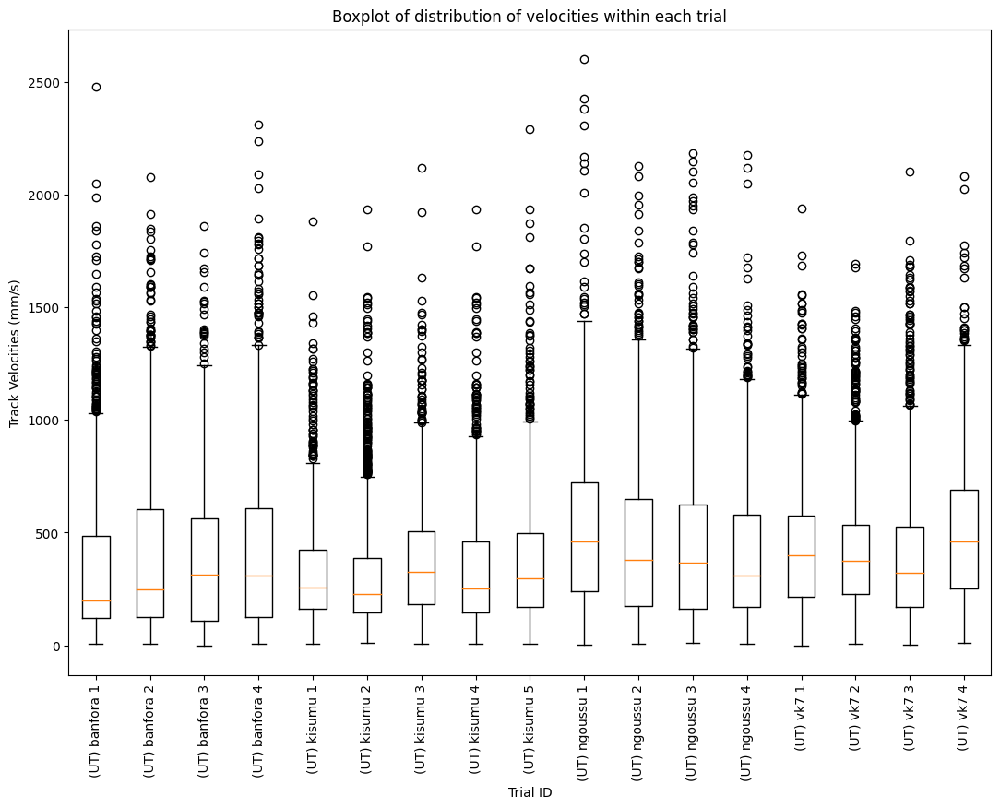 Boxplot of distribution of velocities within each trial
Track Velocities (mm/s)
2500
2000
1500
1000
500
0
(UT) banfora 1
(UT) banfora 2
(UT) banfora 3
(UT) banfora 4
(UT) kisumu 1
(UT) kisumu 2
(UT) kisumu 3
(UT) kisumu 4
(UT) kisumu 5
(UT) ngoussu 1
(UT) ngoussu 2
(UT) ngoussu 3
(UT) ngoussu 4
(UT) vk7 1
(UT) vk7 2
(UT) vk7 3
(UT) vk7 4
Trial ID